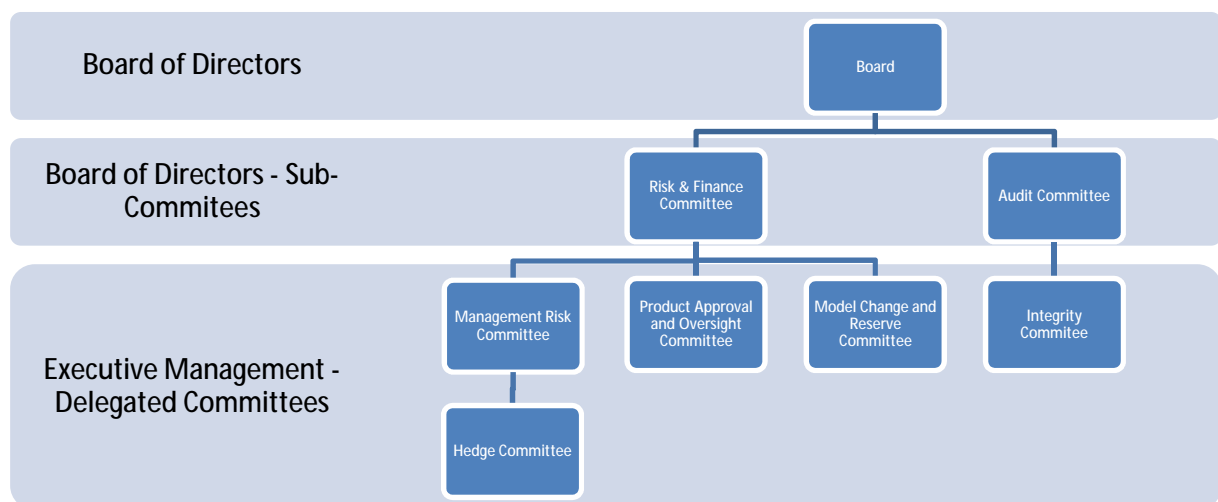 Board of Directors
Board
Board of Directors - Sub-
Commitees
Risk & Finance
Committee
Audit Committee
Executive Management -
Delegated Committees
Management Risk
Committee
Product Approval
and Oversight
Committee
Model Change and
Reserve
Committee
Integrity
Commitee
Hedge Committee